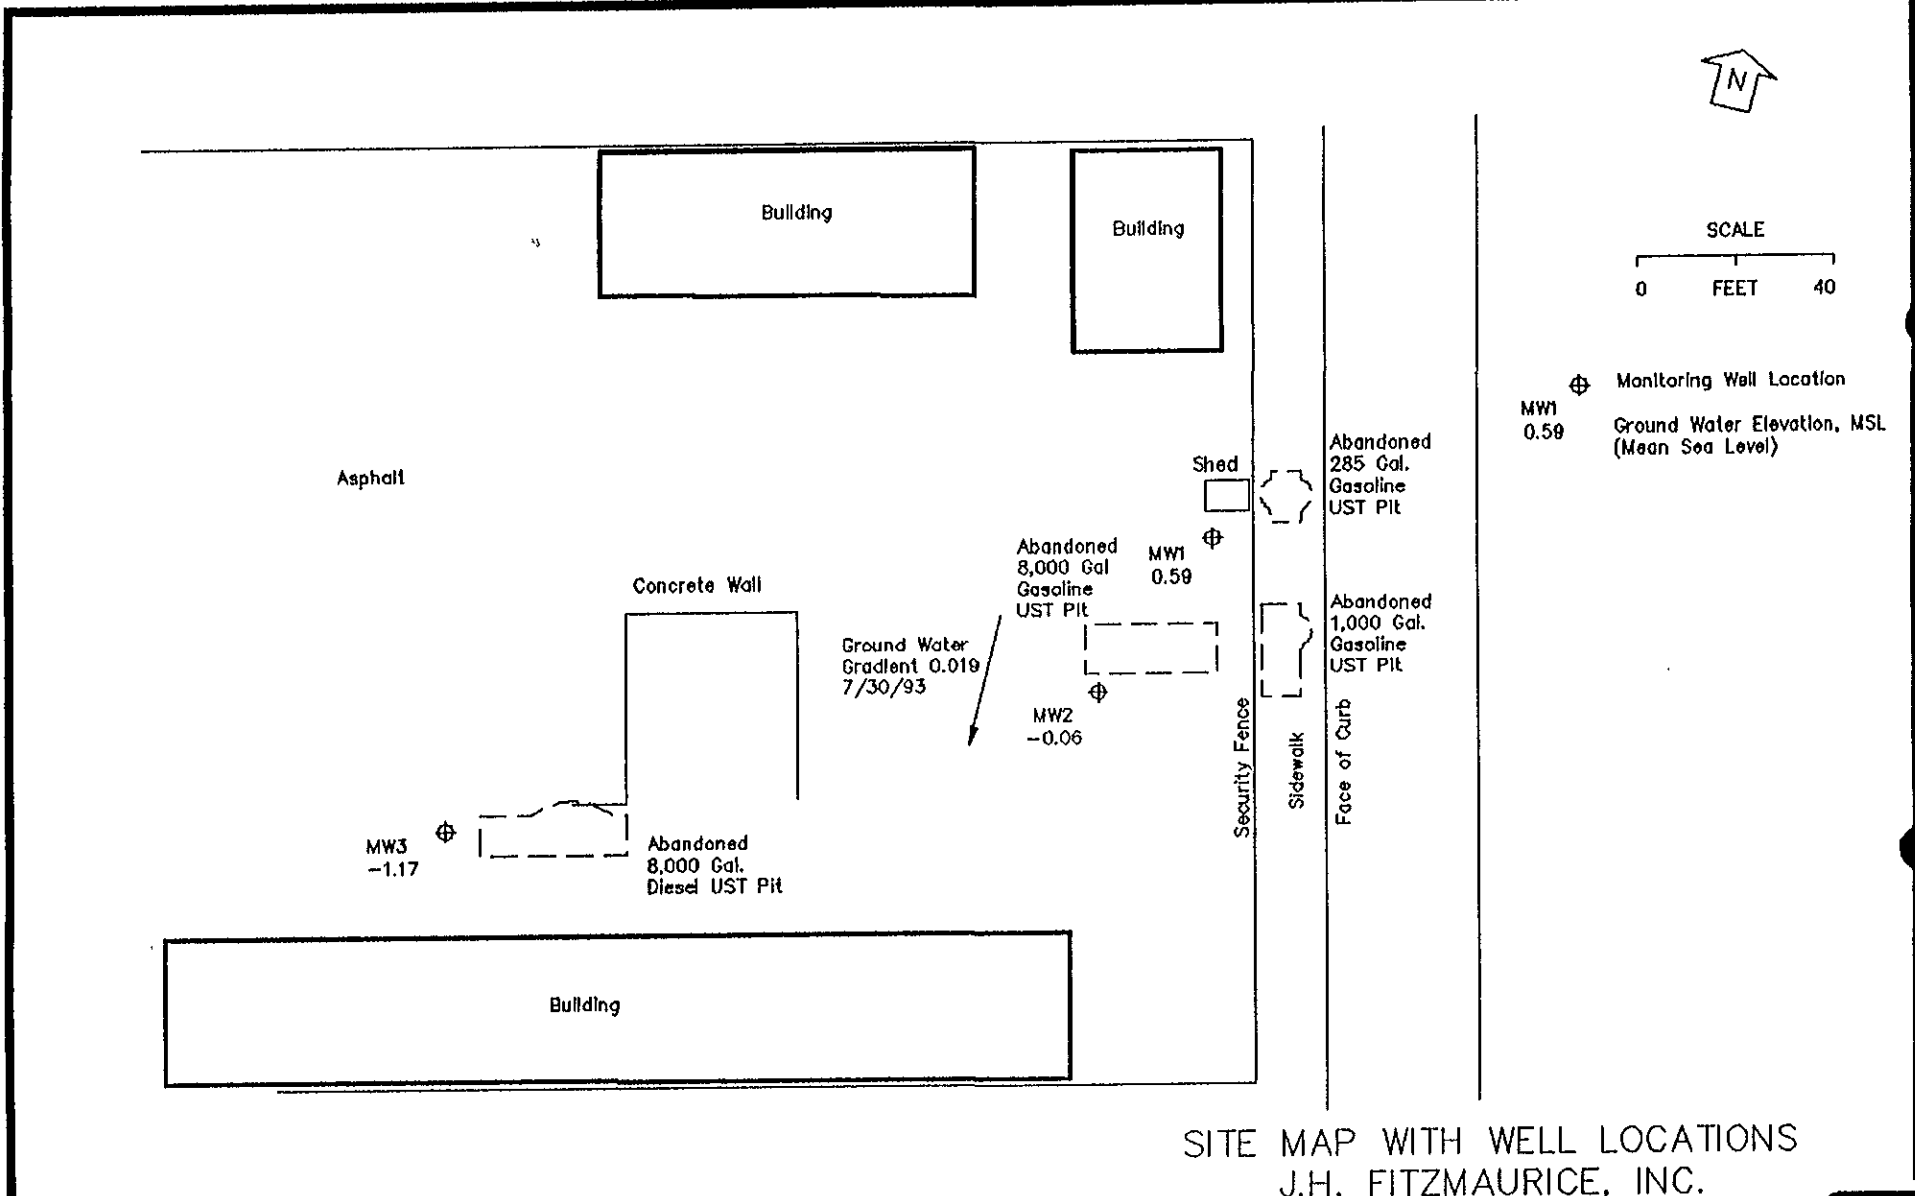 N
Building
Building
SCALE
0 FEET 40
Monitoring Well Location
MW1
0.59
Ground Water Elevation, MSL
(Mean Sea Level)
Asphalt
Shed
Abandoned
285 Gal.
Gasoline
UST Pit
Abandoned
8,000 Gal
Gasoline
UST Pit
MW1
0.59
Concrete Wall
Abandoned
1,000 Gal.
Gasoline
UST Pit
Ground Water
Gradient 0.019
7/30/93
MW2
-0.06
Security Fence
Sidewalk
Face of Curb
MW3
-1.17
Abandoned
8,000 Gal.
Diesel UST Pit
Building
SITE MAP WITH WELL LOCATIONS
J.H. FITZMAURICE, INC.